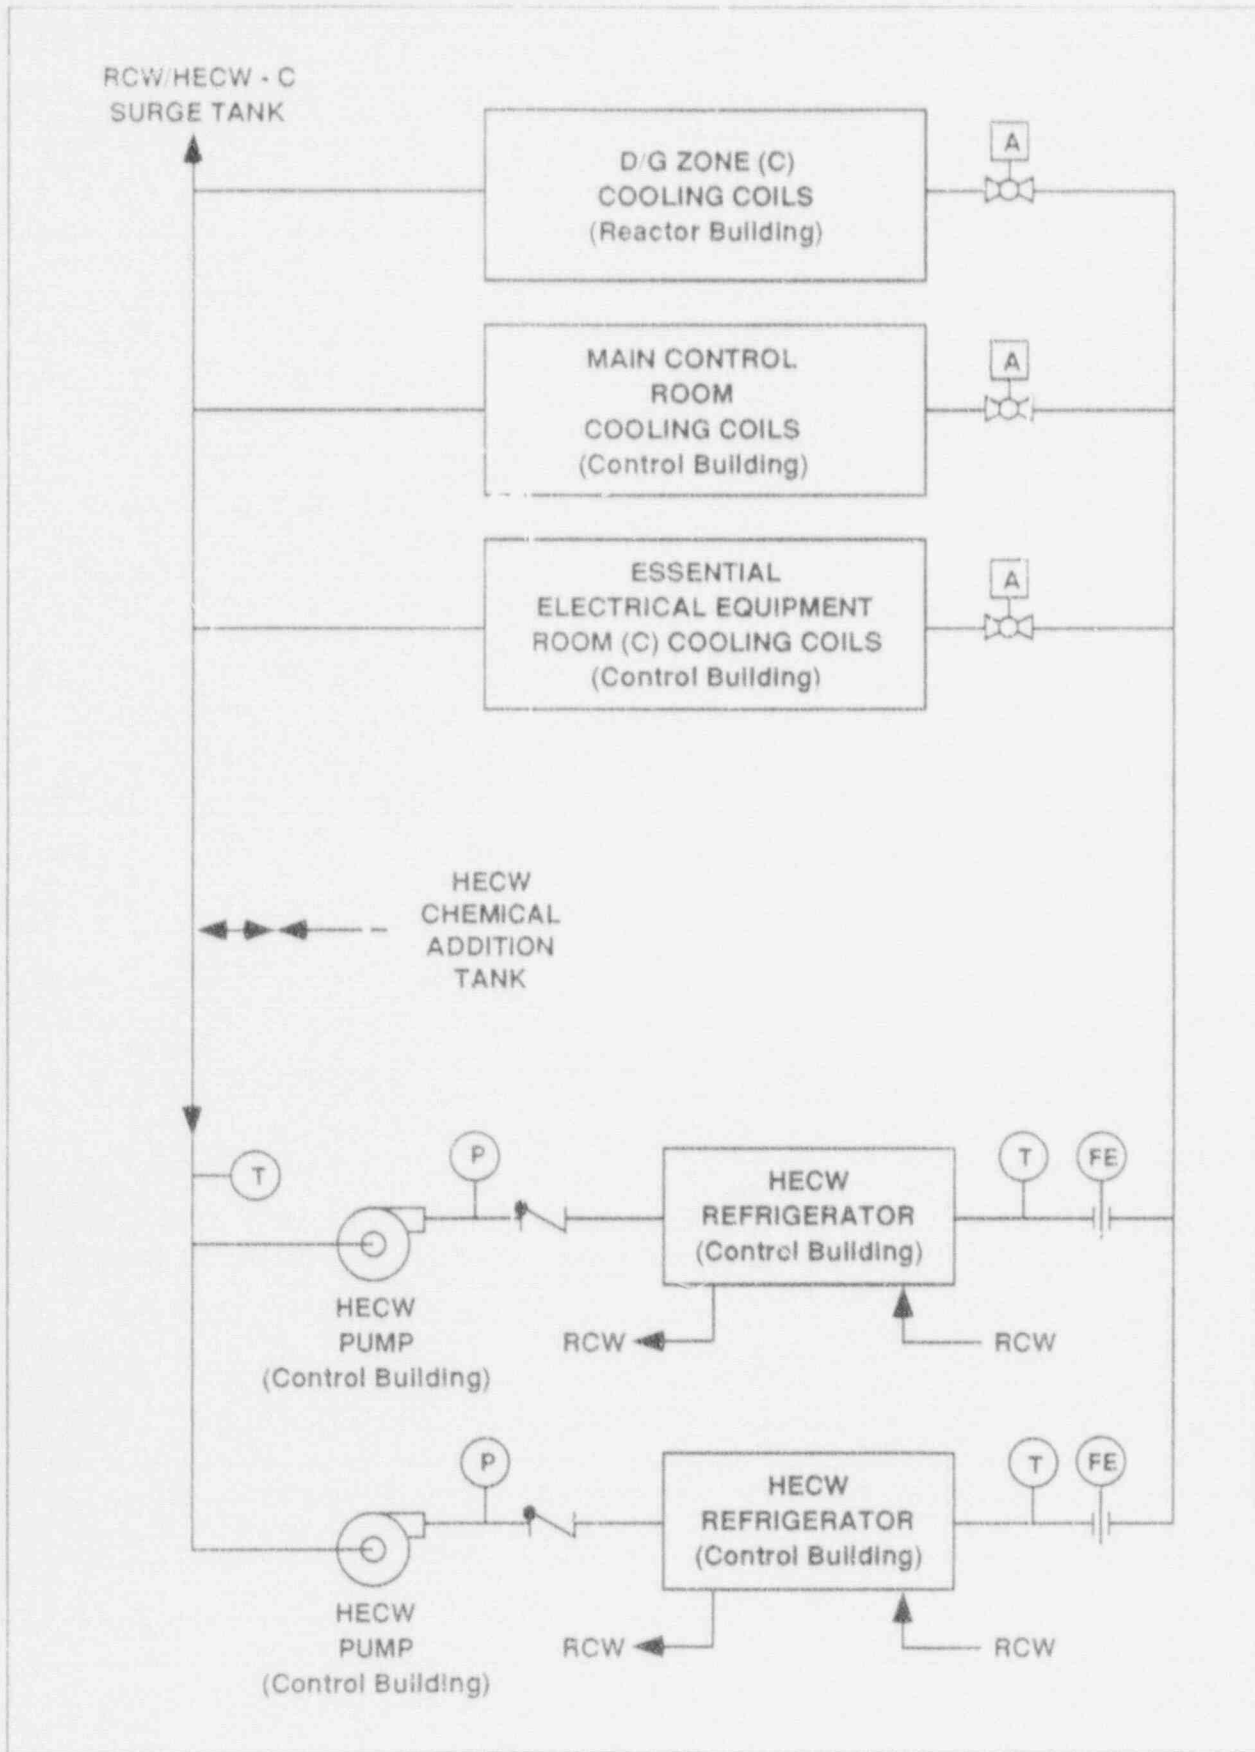 RCW/HECW - C
SURGE TANK
D/G ZONE (C)
COOLING COILS
(Reactor Building)
A
MAIN CONTROL
ROOM
COOLING COILS
(Control Building)
A
ESSENTIAL
ELECTRICAL EQUIPMENT
ROOM (C) COOLING COILS
(Control Building)
A
HECW
CHEMICAL
ADDITION
TANK
T
P
HECW
REFRIGERATOR
(Control Building)
T
FE
HECW
PUMP
(Control Building)
RCW
RCW
P
HECW
REFRIGERATOR
(Control Building)
T
FE
HECW
PUMP
(Control Building)
RCW
RCW